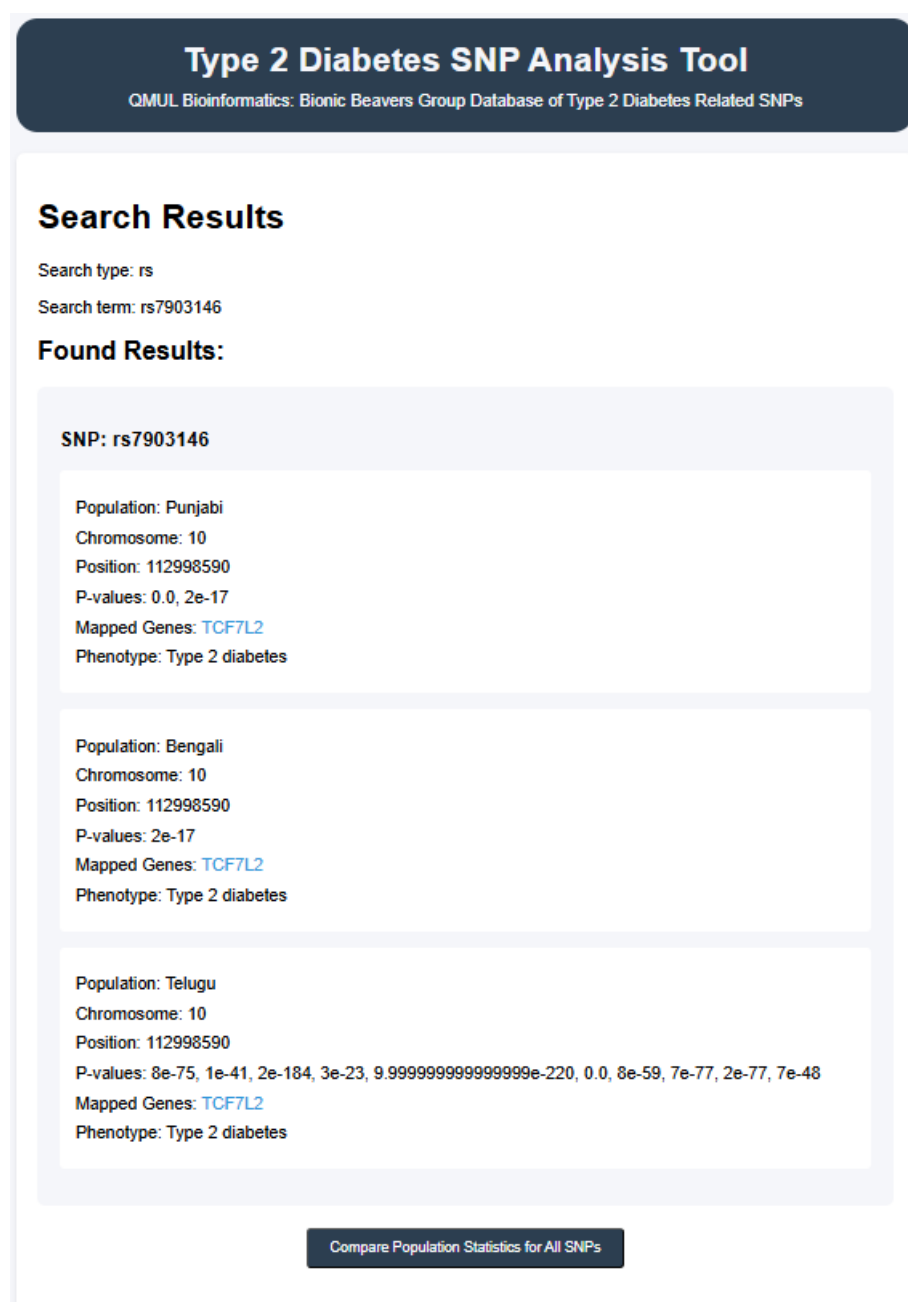 Type 2 Diabetes SNP Analysis Tool
QMUL Bioinformatics: Bionic Beavers Group Database of Type 2 Diabetes Related SNPs
Search Results
Search type: rs
Search term: rs7903146
Found Results:
SNP: rs7903146
Population: Punjabi
Chromosome: 10
Position: 112998590
P-values: 0.0, 2e-17
Mapped Genes: TCF7L2
Phenotype: Type 2 diabetes
Population: Bengali
Chromosome: 10
Position: 112998590
P-values: 2e-17
Mapped Genes: TCF7L2
Phenotype: Type 2 diabetes
Population: Telugu
Chromosome: 10
Position: 112998590
P-values: 8e-75, 1e-41, 2e-184, 3e-23, 9.999999999999999e-220, 0.0, 8e-59, 7e-77, 2e-77, 7e-48
Mapped Genes: TCF7L2
Phenotype: Type 2 diabetes
Compare Population Statistics for All SNPs